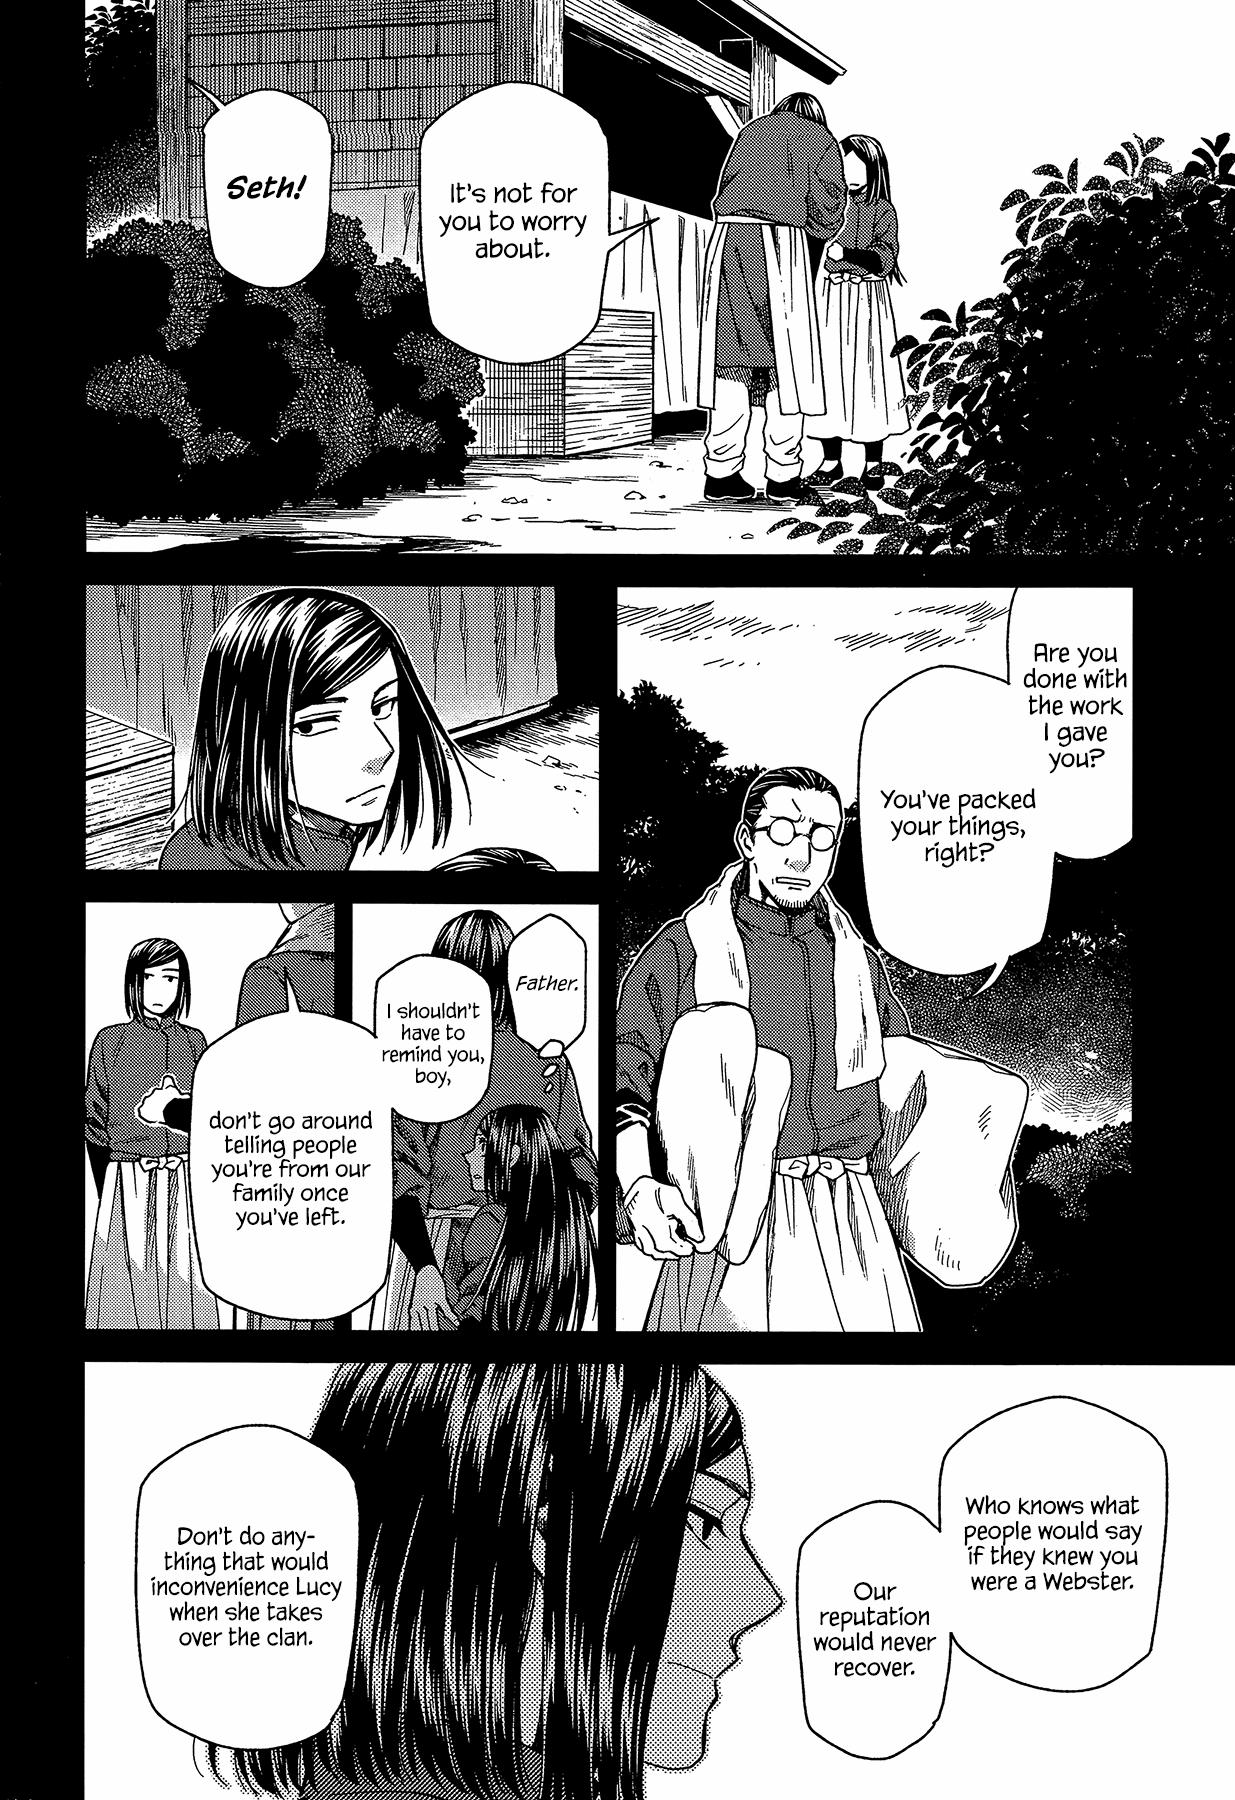 It's not for
you to worry
about.
Seth!
Are you
done with
the work
I gave
you?
You've packed
your things,
right?
Father.
I shouldn't
have to
remind you,
boy,
don't go around
telling people
you're from our
family once
you've left.
Who knows what
people would say
if they knew you
were a Webster.
Our
reputation
would never
recover.
Don't do any-
thing that would
inconvenience Lucy
when she takes
over the clan.